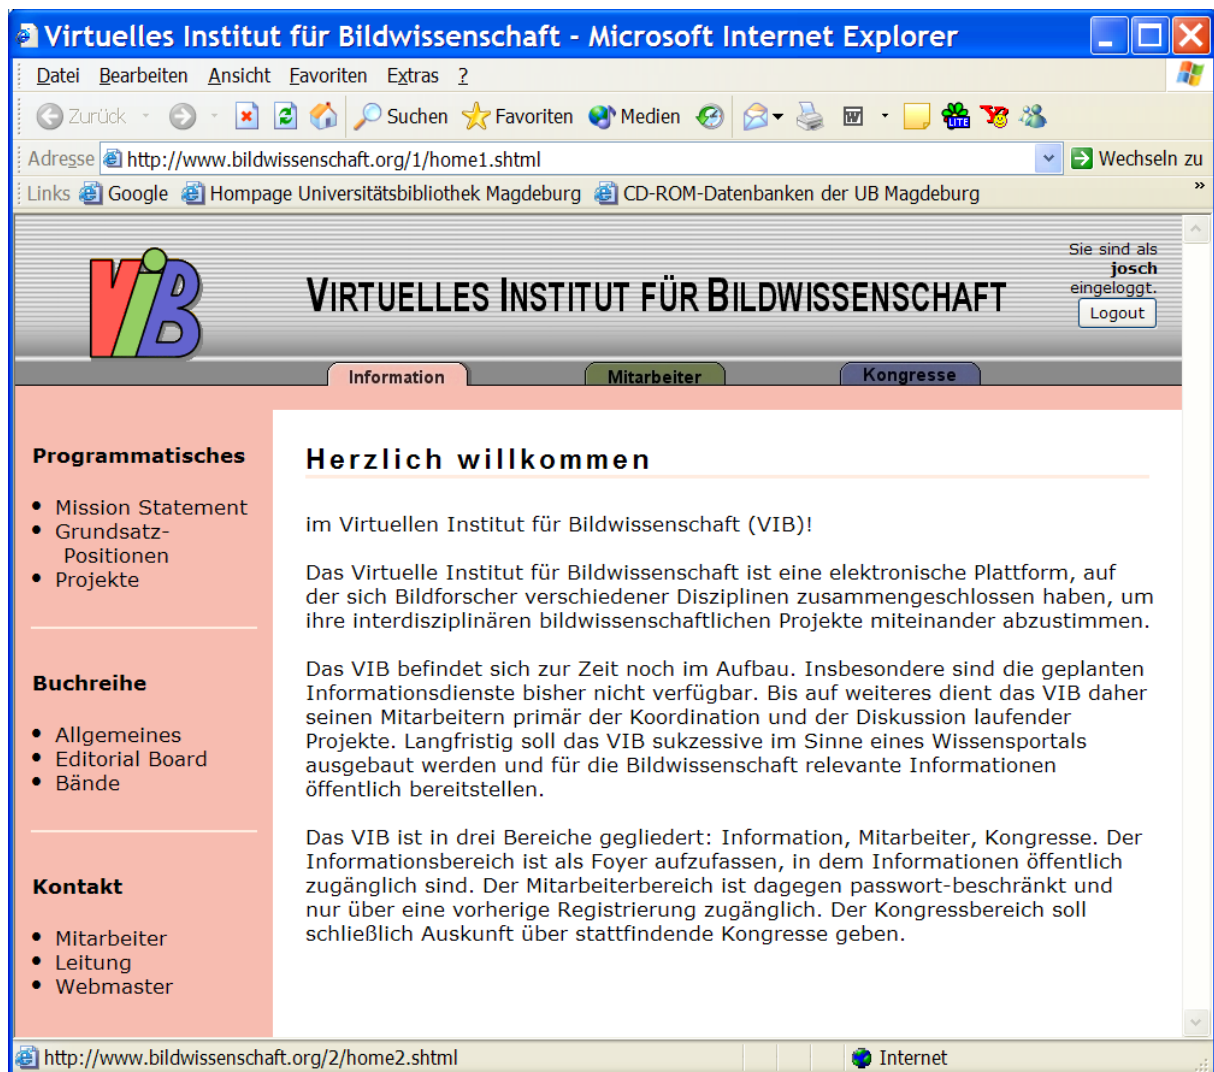 Virtuelles Institut für Bildwissenschaft - Microsoft Internet Explorer
Datei Bearbeiten Ansicht Favoriten Extras ?
Zurück Suchen Favoriten Medien
Adresse http://www.bildwissenschaft.org/1/home1.shtml Wechseln zu
Links Google Hompage Universitätsbibliothek Magdeburg CD-ROM-Datenbanken der UB Magdeburg »
ViB
VIRTUELLES INSTITUT FÜR BILDWISSENSCHAFT
Sie sind als
josch
eingeloggt.
Logout
Information Mitarbeiter Kongresse
Programmatisches
• Mission Statement
• Grundsatz-
Positionen
• Projekte
Buchreihe
• Allgemeines
• Editorial Board
• Bände
Kontakt
• Mitarbeiter
• Leitung
• Webmaster
Herzlich willkommen
im Virtuellen Institut für Bildwissenschaft (VIB)!
Das Virtuelle Institut für Bildwissenschaft ist eine elektronische Plattform, auf
der sich Bildforscher verschiedener Disziplinen zusammengeschlossen haben, um
ihre interdisziplinären bildwissenschaftlichen Projekte miteinander abzustimmen.
Das VIB befindet sich zur Zeit noch im Aufbau. Insbesondere sind die geplanten
Informationsdienste bisher nicht verfügbar. Bis auf weiteres dient das VIB daher
seinen Mitarbeitern primär der Koordination und der Diskussion laufender
Projekte. Langfristig soll das VIB sukzessive im Sinne eines Wissensportals
ausgebaut werden und für die Bildwissenschaft relevante Informationen
öffentlich bereitstellen.
Das VIB ist in drei Bereiche gegliedert: Information, Mitarbeiter, Kongresse. Der
Informationsbereich ist als Foyer aufzufassen, in dem Informationen öffentlich
zugänglich sind. Der Mitarbeiterbereich ist dagegen passwort-beschränkt und
nur über eine vorherige Registrierung zugänglich. Der Kongressbereich soll
schließlich Auskunft über stattfindende Kongresse geben.
http://www.bildwissenschaft.org/2/home2.shtml Internet